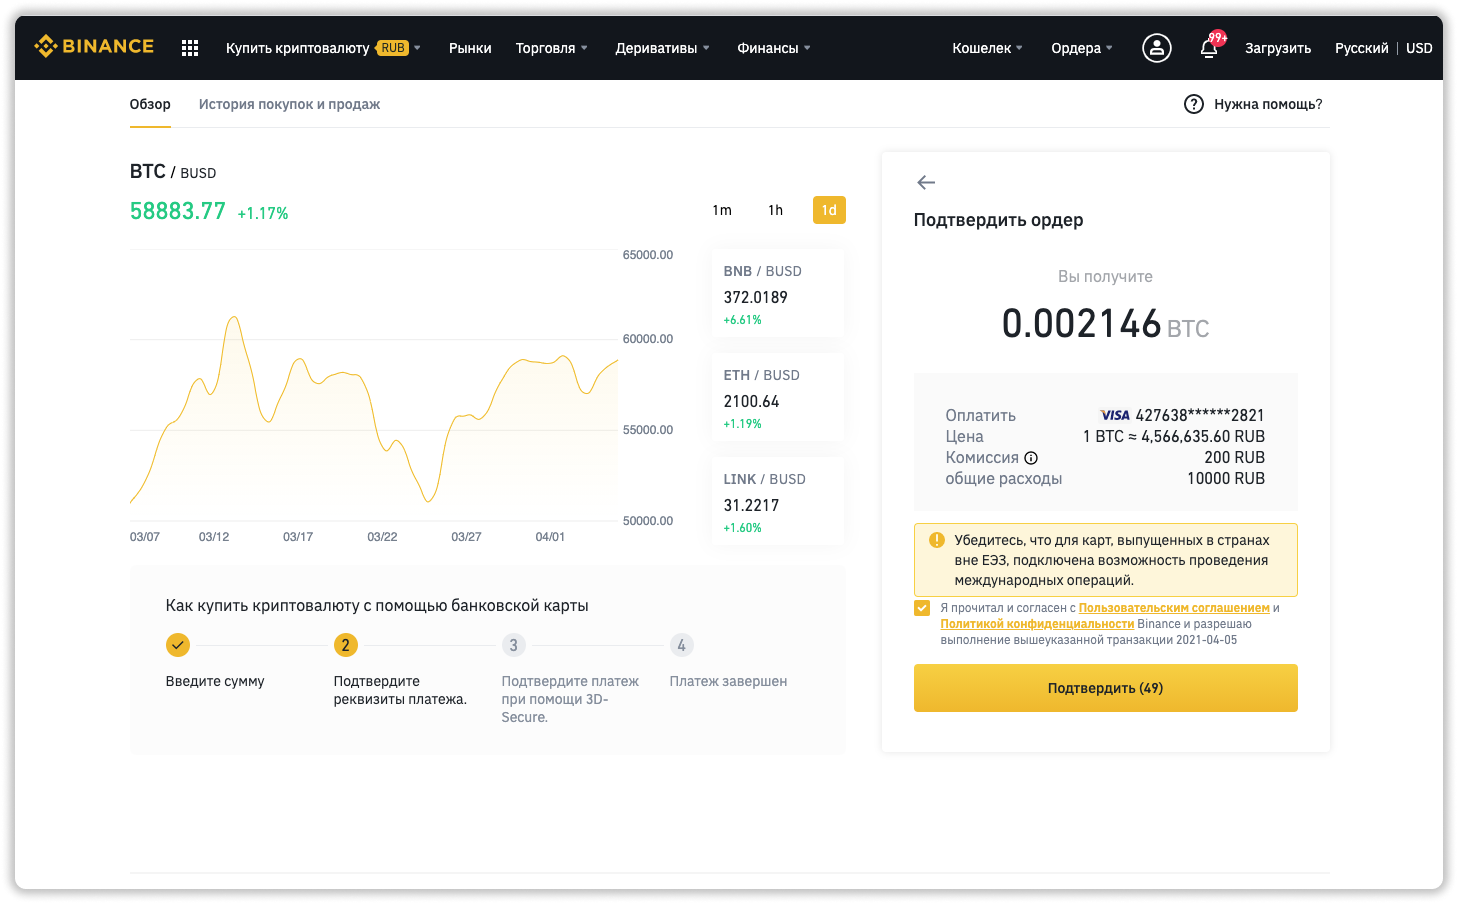 BINANCE
Купить криптовалюту RUB
Рынки
Торговля
Деривативы
Финансы
Кошелек
Ордера
99+
Загрузить
Русский | USD
Обзор
История покупок и продаж
Нужна помощь?
BTC / BUSD
58883.77 +1.17%
1m 1h 1d
65000.00
60000.00
55000.00
50000.00
03/07 03/12 03/17 03/22 03/27 04/01
BNB / BUSD
372.0189
+6.61%
ETH / BUSD
2100.64
+1.19%
LINK / BUSD
31.2217
+1.60%
Как купить криптовалюту с помощью банковской карты
Введите сумму
2
Подтвердите
реквизиты платежа.
3
Подтвердите платеж
при помощи 3D-
Secure.
4
Платеж завершен
Подтвердить ордер
Вы получите
0.002146 BTC
Оплатить VISA 427638******2821
Цена 1 BTC ≈ 4,566,635.60 RUB
Комиссия 200 RUB
общие расходы 10000 RUB
Убедитесь, что для карт, выпущенных в странах
вне ЕЭЗ, подключена возможность проведения
международных операций.
Я прочитал и согласен с Пользовательским соглашением и
Политикой конфиденциальности Binance и разрешаю
выполнение вышеуказанной транзакции 2021-04-05
Подтвердить (49)